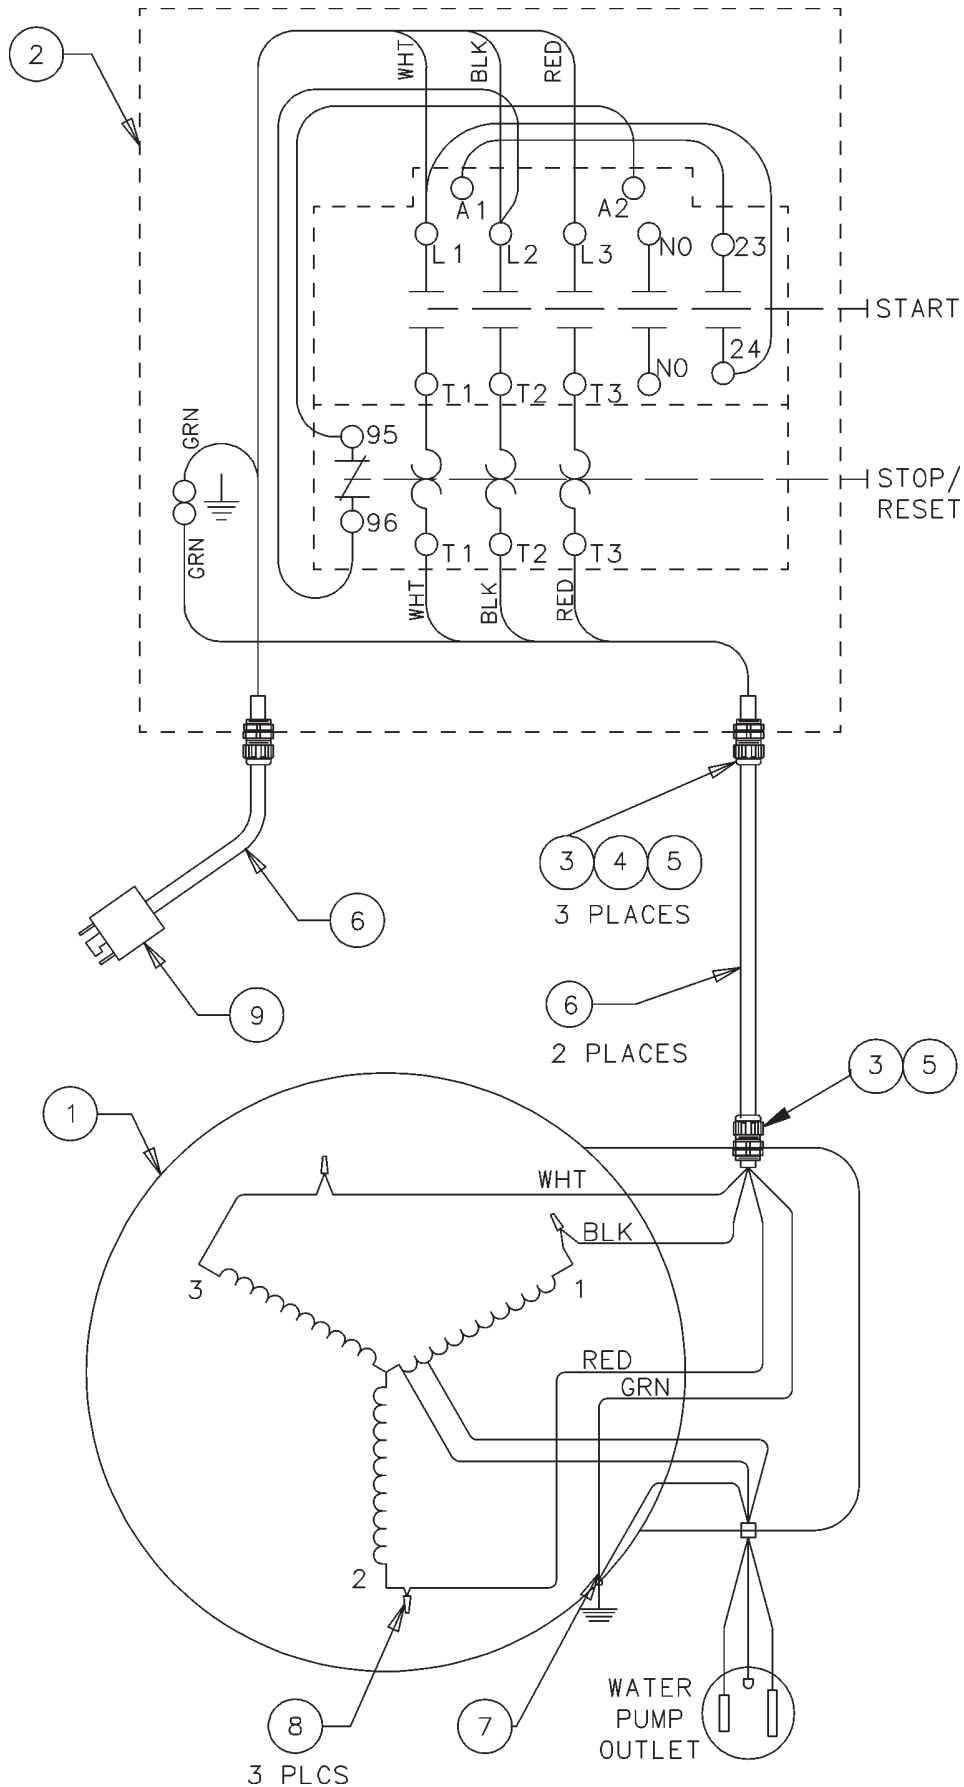 2
WHT
BLK
RED
A1
A2
L1
L2
L3
NO
23
START
24
T1
T2
T3
NO
GRN
95
STOP/
RESET
96
GRN
T1
T2
T3
WHT
BLK
RED
3 4 5
3 PLACES
6
6
2 PLACES
9
3 5
1
WHT
BLK
3
1
RED
GRN
2
8
3 PLCS
7
WATER
PUMP
OUTLET